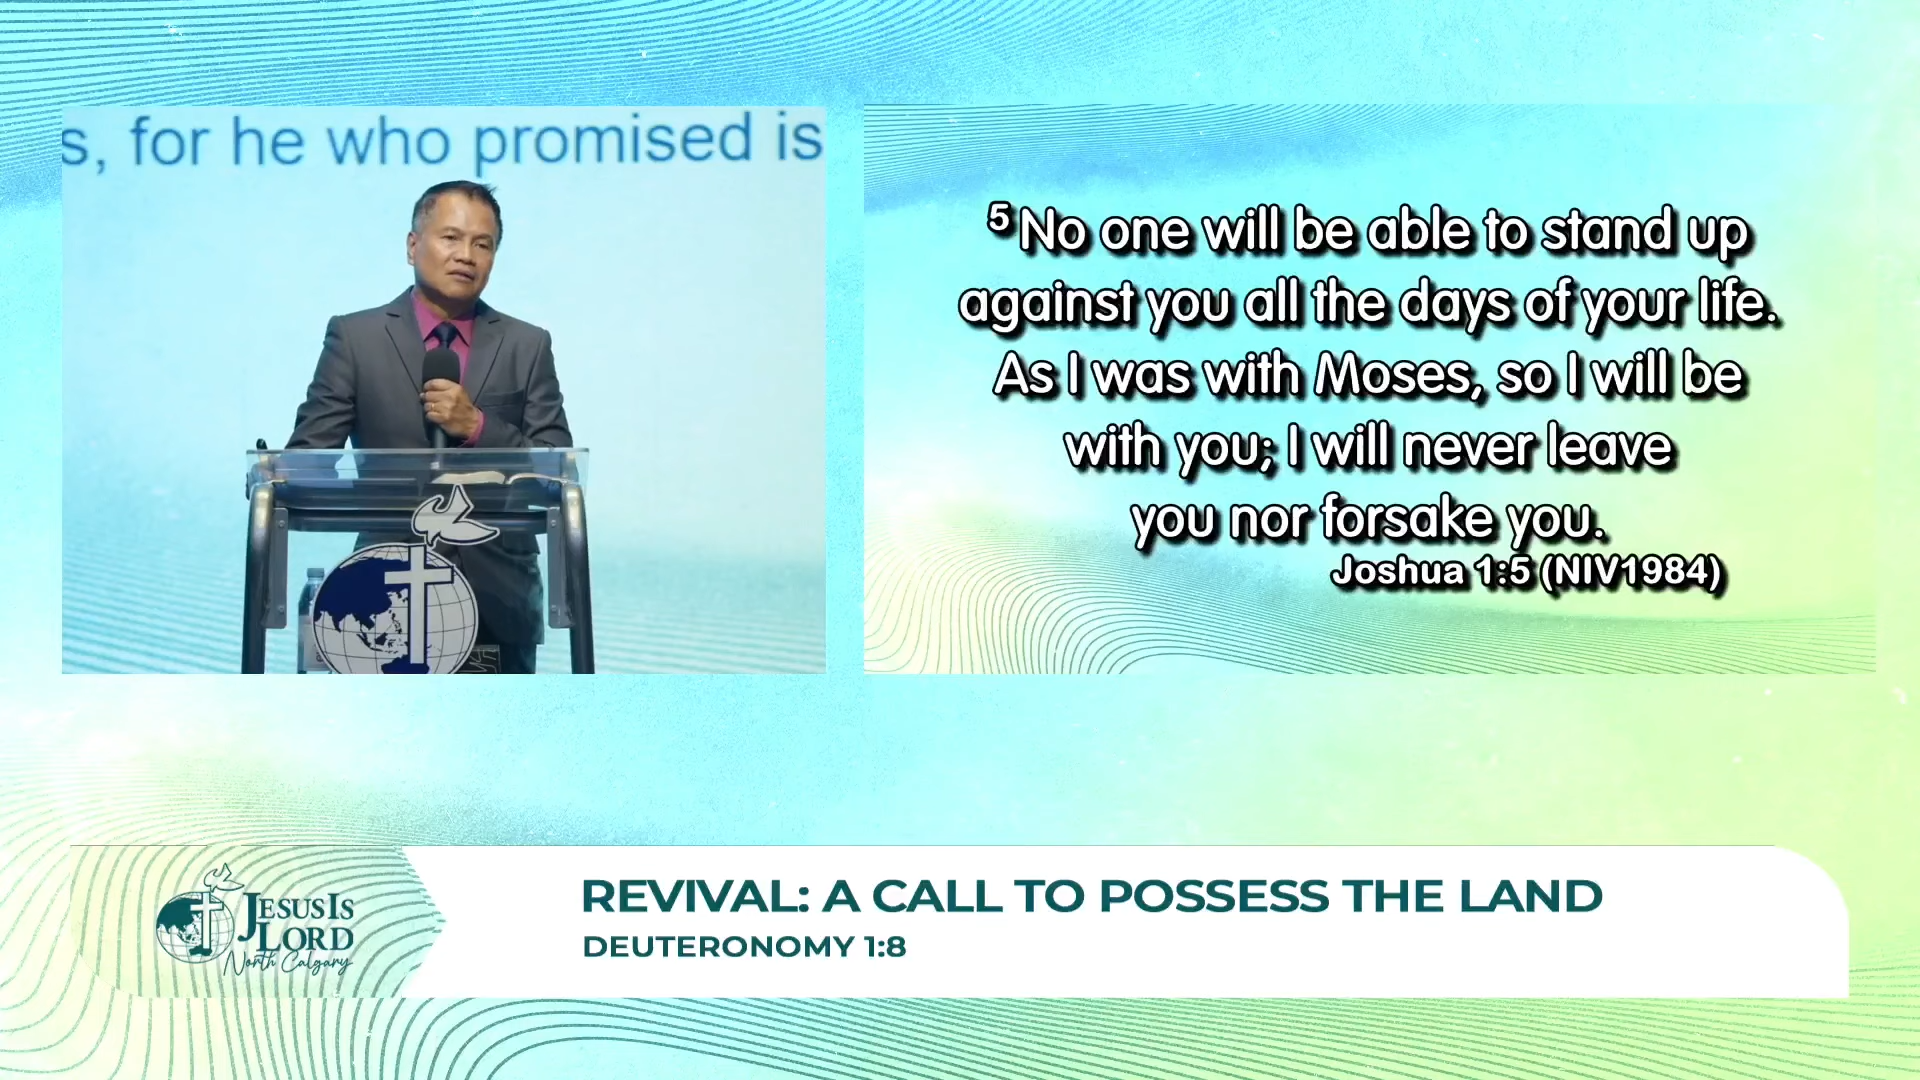 s, for he who promised is
5 No one will be able to stand up
against you all the days of your life.
As I was with Moses, so I will be
with you; I will never leave
you nor forsake you.
Joshua 1:5 (NIV1984)
JESUS IS
LORD
North Calgary
REVIVAL: A CALL TO POSSESS THE LAND
DEUTERONOMY 1:8